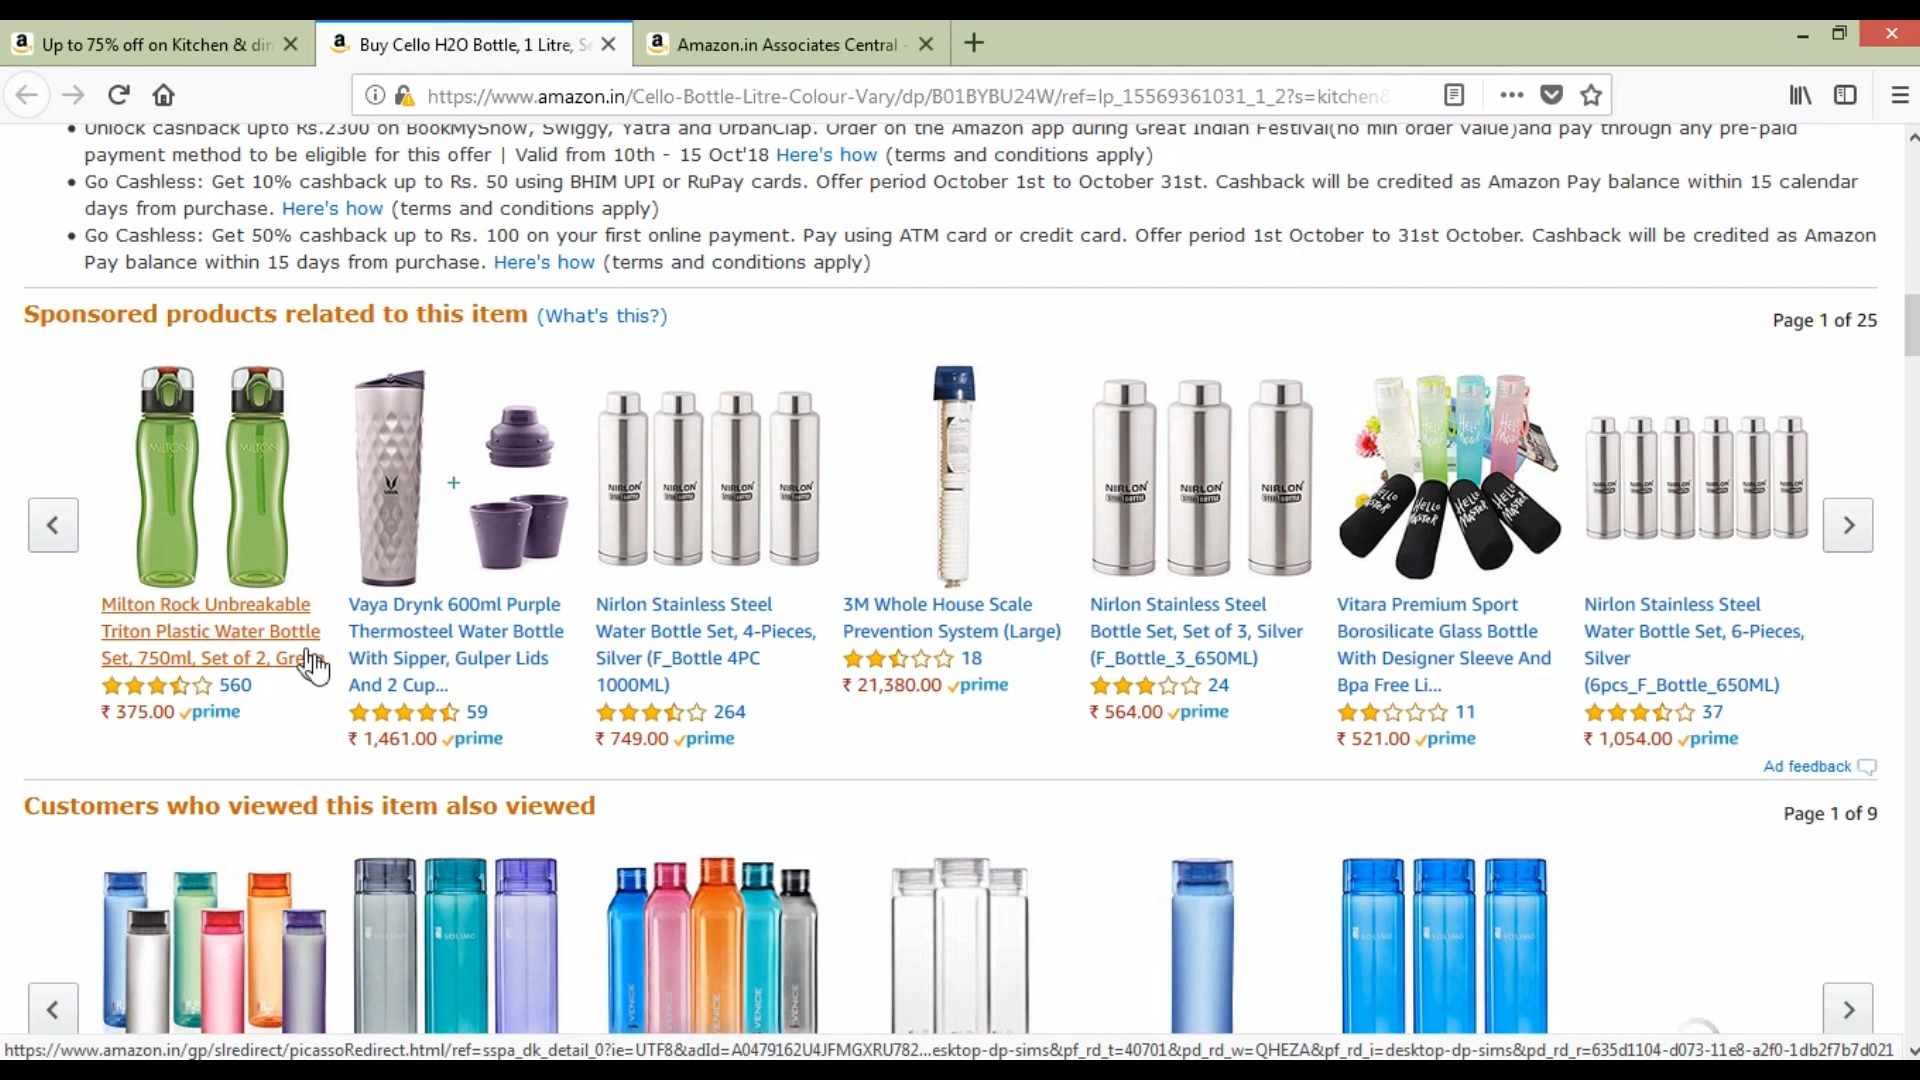 Up to 75% off on Kitchen & din
Buy Cello H2O Bottle, 1 Litre, Se
Amazon.in Associates Central -
https://www.amazon.in/Cello-Bottle-Litre-Colour-Vary/dp/B01BYBU24W/ref=lp_15569361031_1_2?s=kitchen&
Unlock cashback upto Rs.2300 on BookMyShow, Swiggy, Yatra and UrbanClap. Order on the Amazon app during Great Indian Festival(no min order value)and pay through any pre-paid
payment method to be eligible for this offer | Valid from 10th - 15 Oct'18 Here's how (terms and conditions apply)
Go Cashless: Get 10% cashback up to Rs. 50 using BHIM UPI or RuPay cards. Offer period October 1st to October 31st. Cashback will be credited as Amazon Pay balance within 15 calendar
days from purchase. Here's how (terms and conditions apply)
Go Cashless: Get 50% cashback up to Rs. 100 on your first online payment. Pay using ATM card or credit card. Offer period 1st October to 31st October. Cashback will be credited as Amazon
Pay balance within 15 days from purchase. Here's how (terms and conditions apply)
Sponsored products related to this item (What's this?)
Page 1 of 25
Milton Rock Unbreakable
Triton Plastic Water Bottle
Set, 750ml, Set of 2, Gre
560
₹ 375.00 prime
Vaya Drynk 600ml Purple
Thermosteel Water Bottle
With Sipper, Gulper Lids
And 2 Cup...
59
₹ 1,461.00 prime
Nirlon Stainless Steel
Water Bottle Set, 4-Pieces,
Silver (F_Bottle 4PC
1000ML)
264
₹ 749.00 prime
3M Whole House Scale
Prevention System (Large)
18
₹ 21,380.00 prime
Nirlon Stainless Steel
Bottle Set, Set of 3, Silver
(F_Bottle_3_650ML)
24
₹ 564.00 prime
Vitara Premium Sport
Borosilicate Glass Bottle
With Designer Sleeve And
Bpa Free Li...
11
₹ 521.00 prime
Nirlon Stainless Steel
Water Bottle Set, 6-Pieces,
Silver
(6pcs_F_Bottle_650ML)
37
₹ 1,054.00 prime
Ad feedback
Customers who viewed this item also viewed
Page 1 of 9
https://www.amazon.in/gp/slredirect/picassoRedirect.html/ref=sspa_dk_detail_0?ie=UTF8&adId=A0479162U4JFMGXRU782...esktop-dp-sims&pf_rd_t=40701&pd_rd_w=QHEZA&pf_rd_i=desktop-dp-sims&pd_rd_r=635d1104-d073-11e8-a2f0-1db2f7b7d021